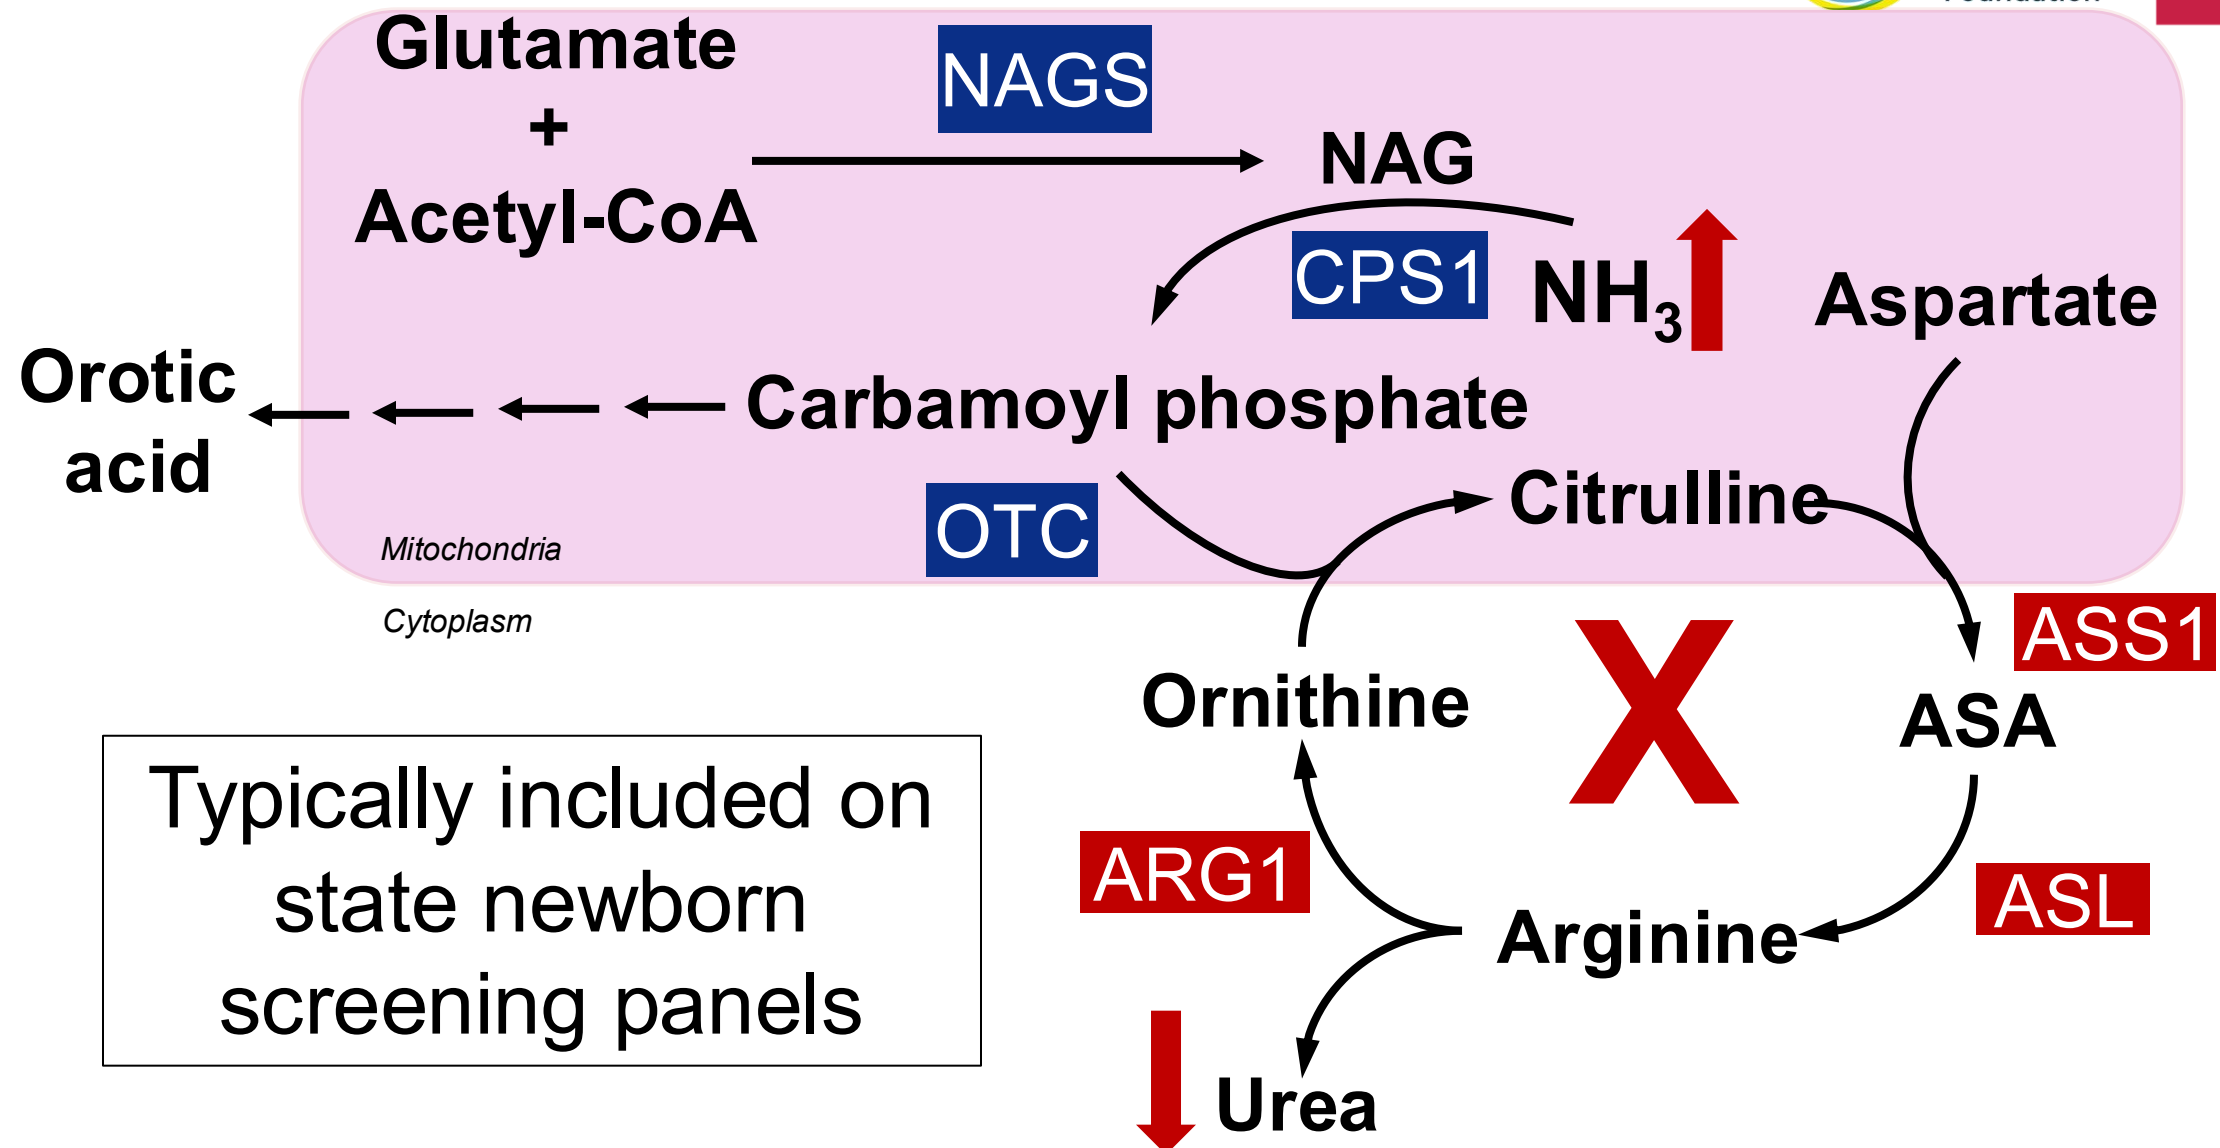 Glutamate
+
Acetyl-CoA
NAGS
NAG
CPS1
NH₃
Aspartate
Orotic
acid
Carbamoyl phosphate
OTC
Citrulline
Mitochondria
Cytoplasm
ASS1
Ornithine
X
ASA
Typically included on
state newborn
screening panels
ARG1
ASL
Arginine
Urea